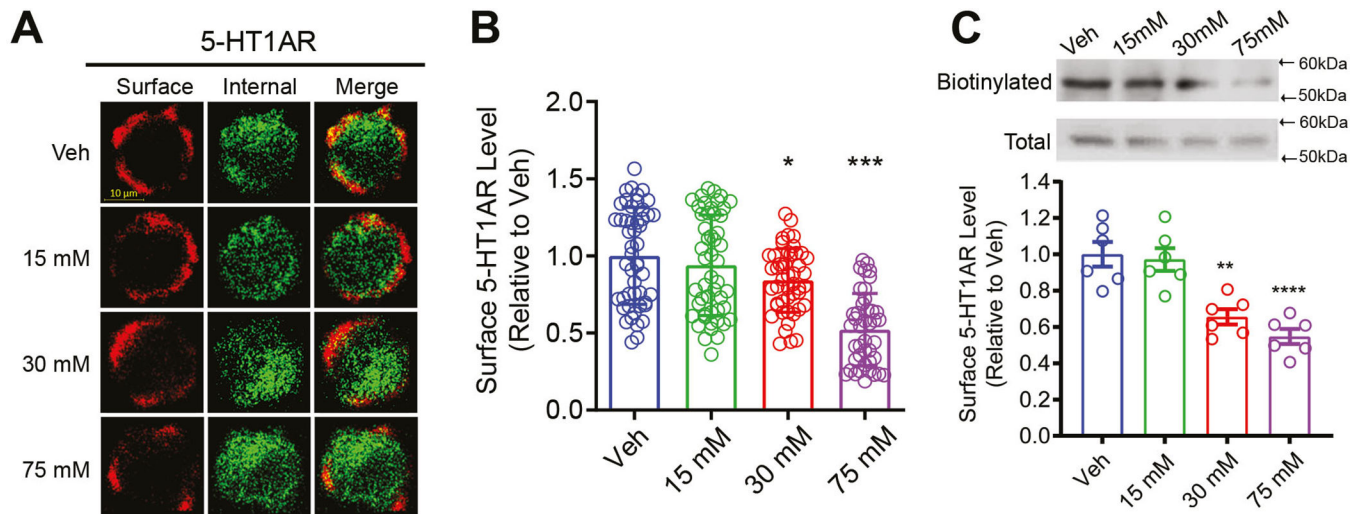 A
5-HT1AR
Surface Internal Merge
Veh
10 µm
15 mM
30 mM
75 mM
B
Surface 5-HT1AR Level
(Relative to Veh)
2.0
1.5
1.0
0.5
0.0
*
***
Veh
15 mM
30 mM
75 mM
C
Veh
15mM
30mM
75mM
Biotinylated
←60kDa
←50kDa
Total
←60kDa
←50kDa
Surface 5-HT1AR Level
(Relative to Veh)
1.4
1.2
1.0
0.8
0.6
0.4
0.2
0.0
**
****
Veh
15 mM
30 mM
75 mM